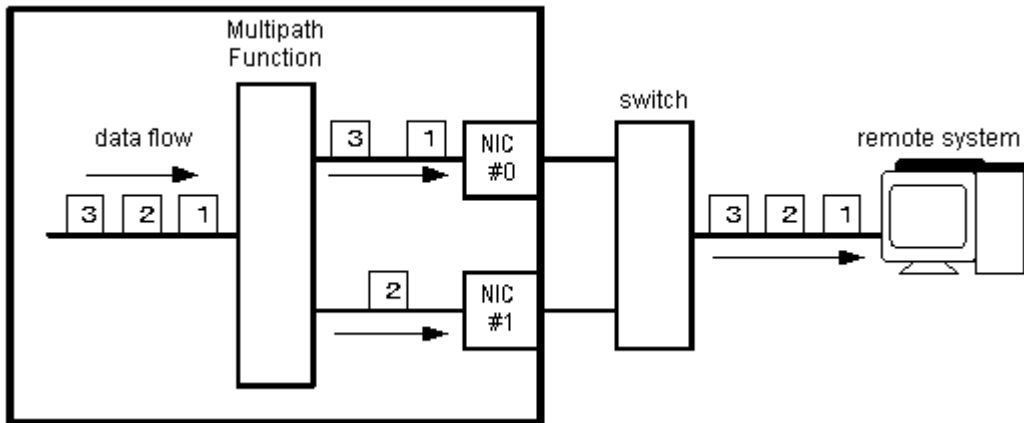 Multipath
Function
data flow
3 2 1
3 1
NIC
#0
2
NIC
#1
switch
3 2 1
remote system